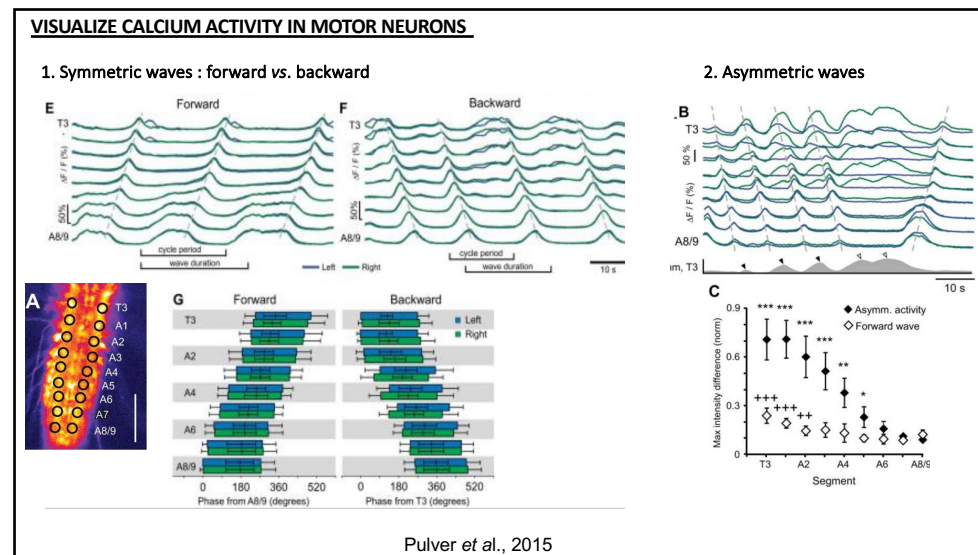 VISUALIZE CALCIUM ACTIVITY IN MOTOR NEURONS
1. Symmetric waves : forward vs. backward
2. Asymmetric waves
E
Forward
T3
ΔF / F (%)
50%
A8/9
cycle period
wave duration
F
Backward
50%
cycle period
wave duration
Left
Right
10 s
B
T3
50 %
ΔF / F (%)
A8/9
T3
10 s
A
T3
A1
A2
A3
A4
A5
A6
A7
A8/9
G
Forward
Backward
T3
A2
A4
A6
A8/9
Left
Right
Left
Right
0 180 360 520
0 180 360 520
Phase from A8/9 (degrees)
Phase from T3 (degrees)
C
Asymm. activity
Forward wave
Max intensity difference (norm)
0.9
0.6
0.3
0
*** *** *** *** ** *
+++ +++ ++
T3 A2 A4 A6 A8/9
Segment
Pulver et al., 2015